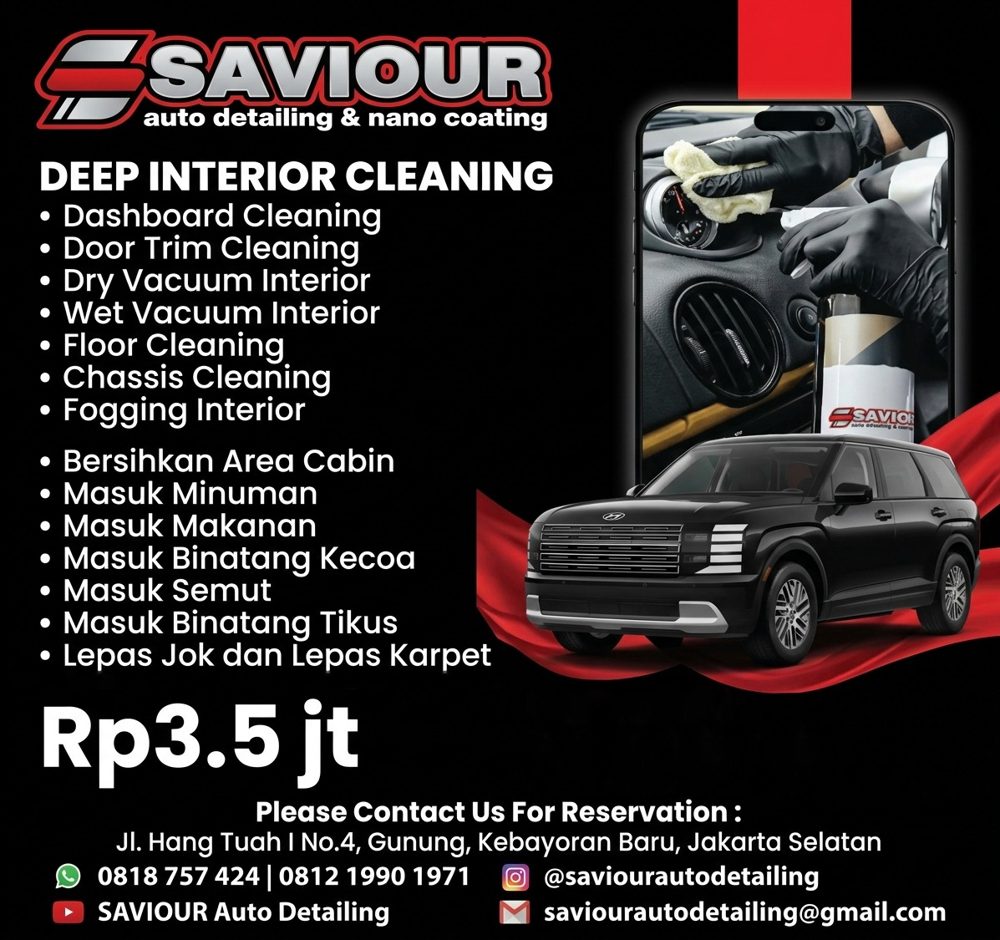 SAVIOUR
auto detailing & nano coating
DEEP INTERIOR CLEANING
• Dashboard Cleaning
• Door Trim Cleaning
• Dry Vacuum Interior
• Wet Vacuum Interior
• Floor Cleaning
• Chassis Cleaning
• Fogging Interior
• Bersihkan Area Cabin
• Masuk Minuman
• Masuk Makanan
• Masuk Binatang Kecoa
• Masuk Semut
• Masuk Binatang Tikus
• Lepas Jok dan Lepas Karpet
Rp3.5 jt
SAVIOR
Please Contact Us For Reservation :
Jl. Hang Tuah I No.4, Gunung, Kebayoran Baru, Jakarta Selatan
0818 757 424 | 0812 1990 1971
@saviourautodetailing
SAVIOUR Auto Detailing
saviourautodetailing@gmail.com